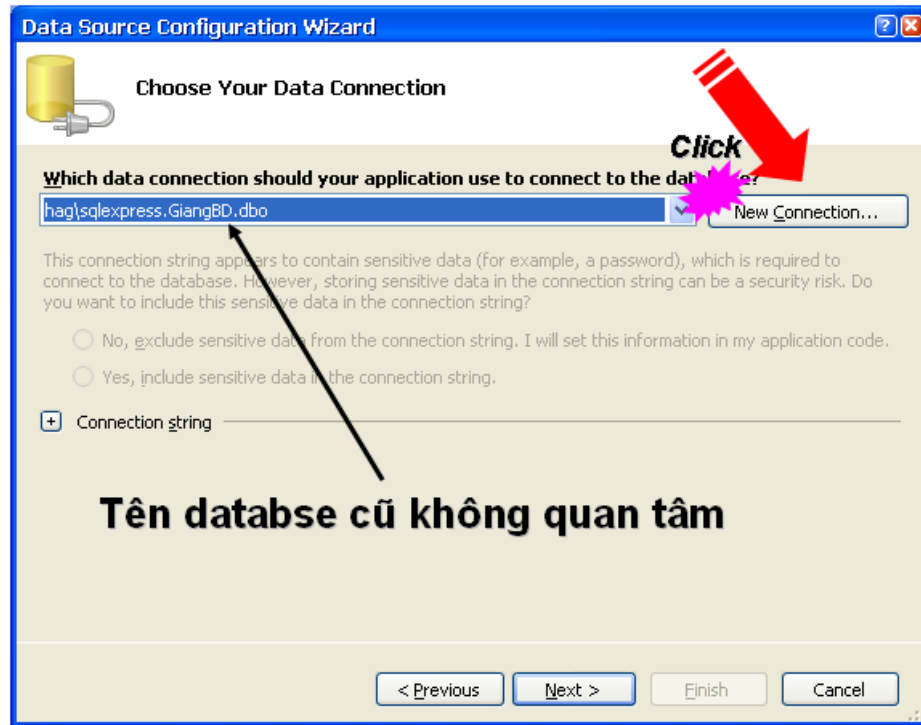 Data Source Configuration Wizard
Choose Your Data Connection
Click
Which data connection should your application use to connect to the database?
hag\sqlexpress.GiangBD.dbo
New Connection...
This connection string appears to contain sensitive data (for example, a password), which is required to
connect to the database. However, storing sensitive data in the connection string can be a security risk. Do
you want to include this sensitive data in the connection string?
No, exclude sensitive data from the connection string. I will set this information in my application code.
Yes, include sensitive data in the connection string.
Connection string
Tên databse cũ không quan tâm
< Previous
Next >
Finish
Cancel